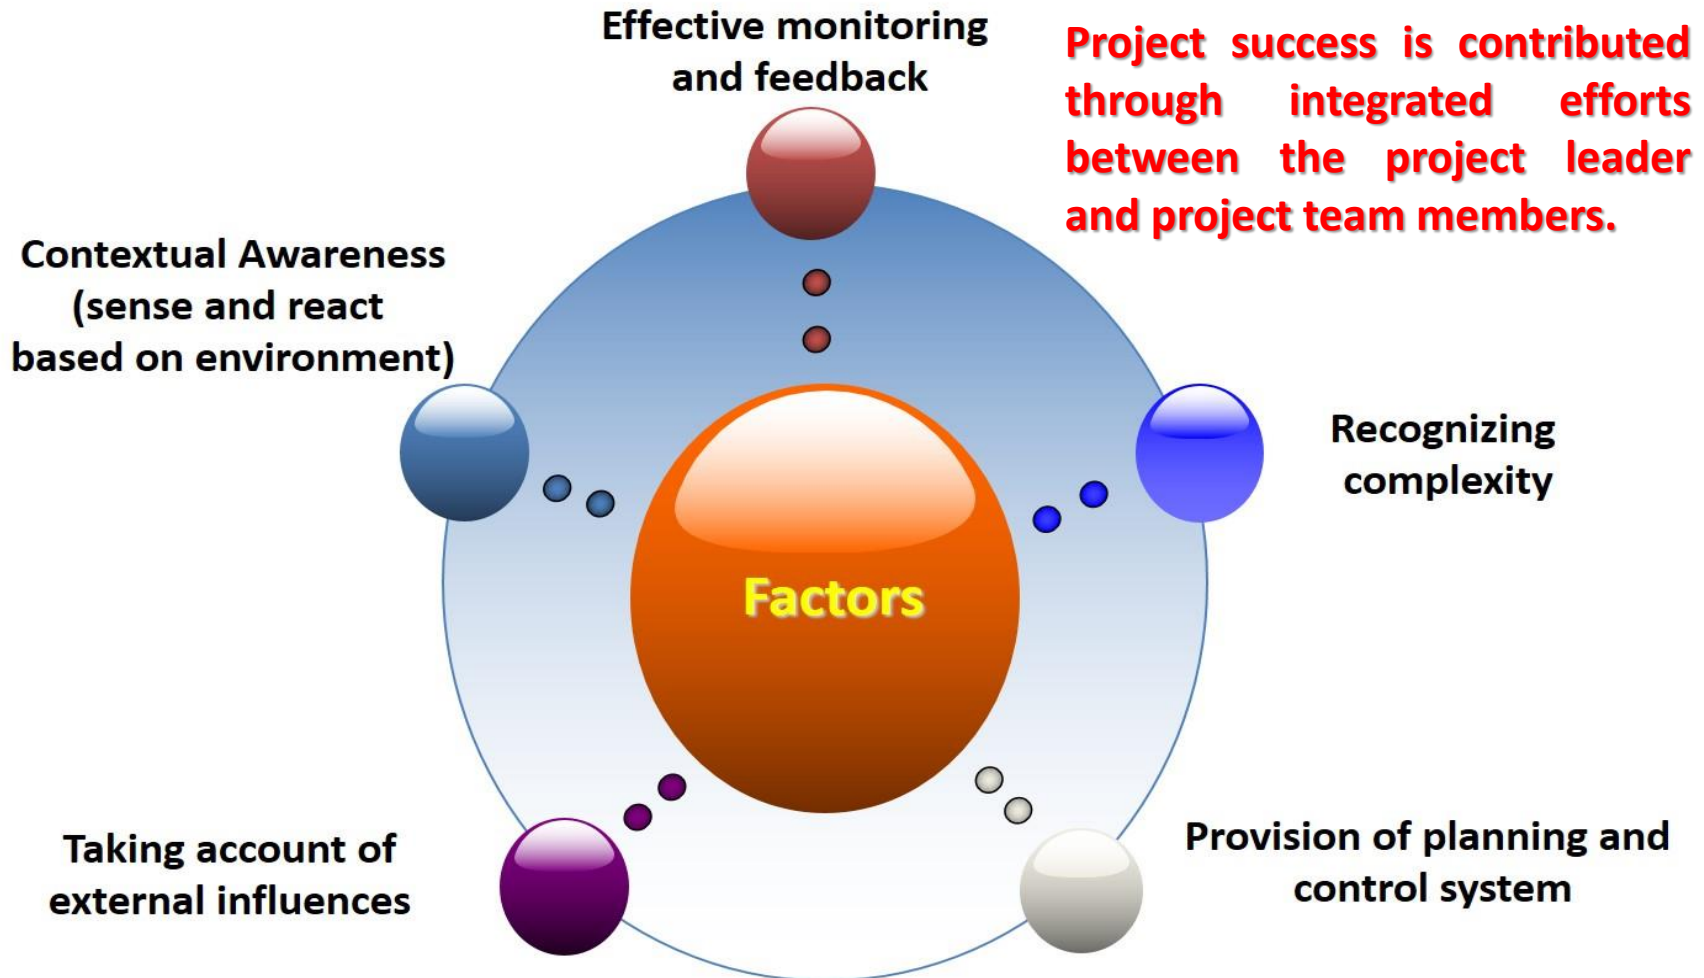 Effective monitoring
and feedback
Project success is contributed
through integrated efforts
between the project leader
and project team members.
Contextual Awareness
(sense and react
based on environment)
Recognizing
complexity
Factors
Taking account of
external influences
Provision of planning and
control system